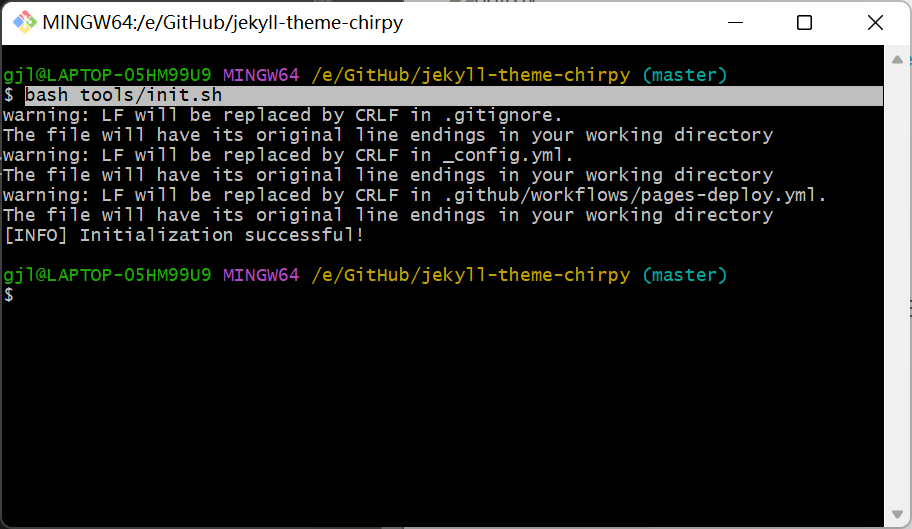 MINGW64:/e/GitHub/jekyll-theme-chirpy
gjl@LAPTOP-05HM99U9 MINGW64 /e/GitHub/jekyll-theme-chirpy (master)
$ bash tools/init.sh
warning: LF will be replaced by CRLF in .gitignore.
The file will have its original line endings in your working directory
warning: LF will be replaced by CRLF in _config.yml.
The file will have its original line endings in your working directory
warning: LF will be replaced by CRLF in .github/workflows/pages-deploy.yml.
The file will have its original line endings in your working directory
[INFO] Initialization successful!
gjl@LAPTOP-05HM99U9 MINGW64 /e/GitHub/jekyll-theme-chirpy (master)
$